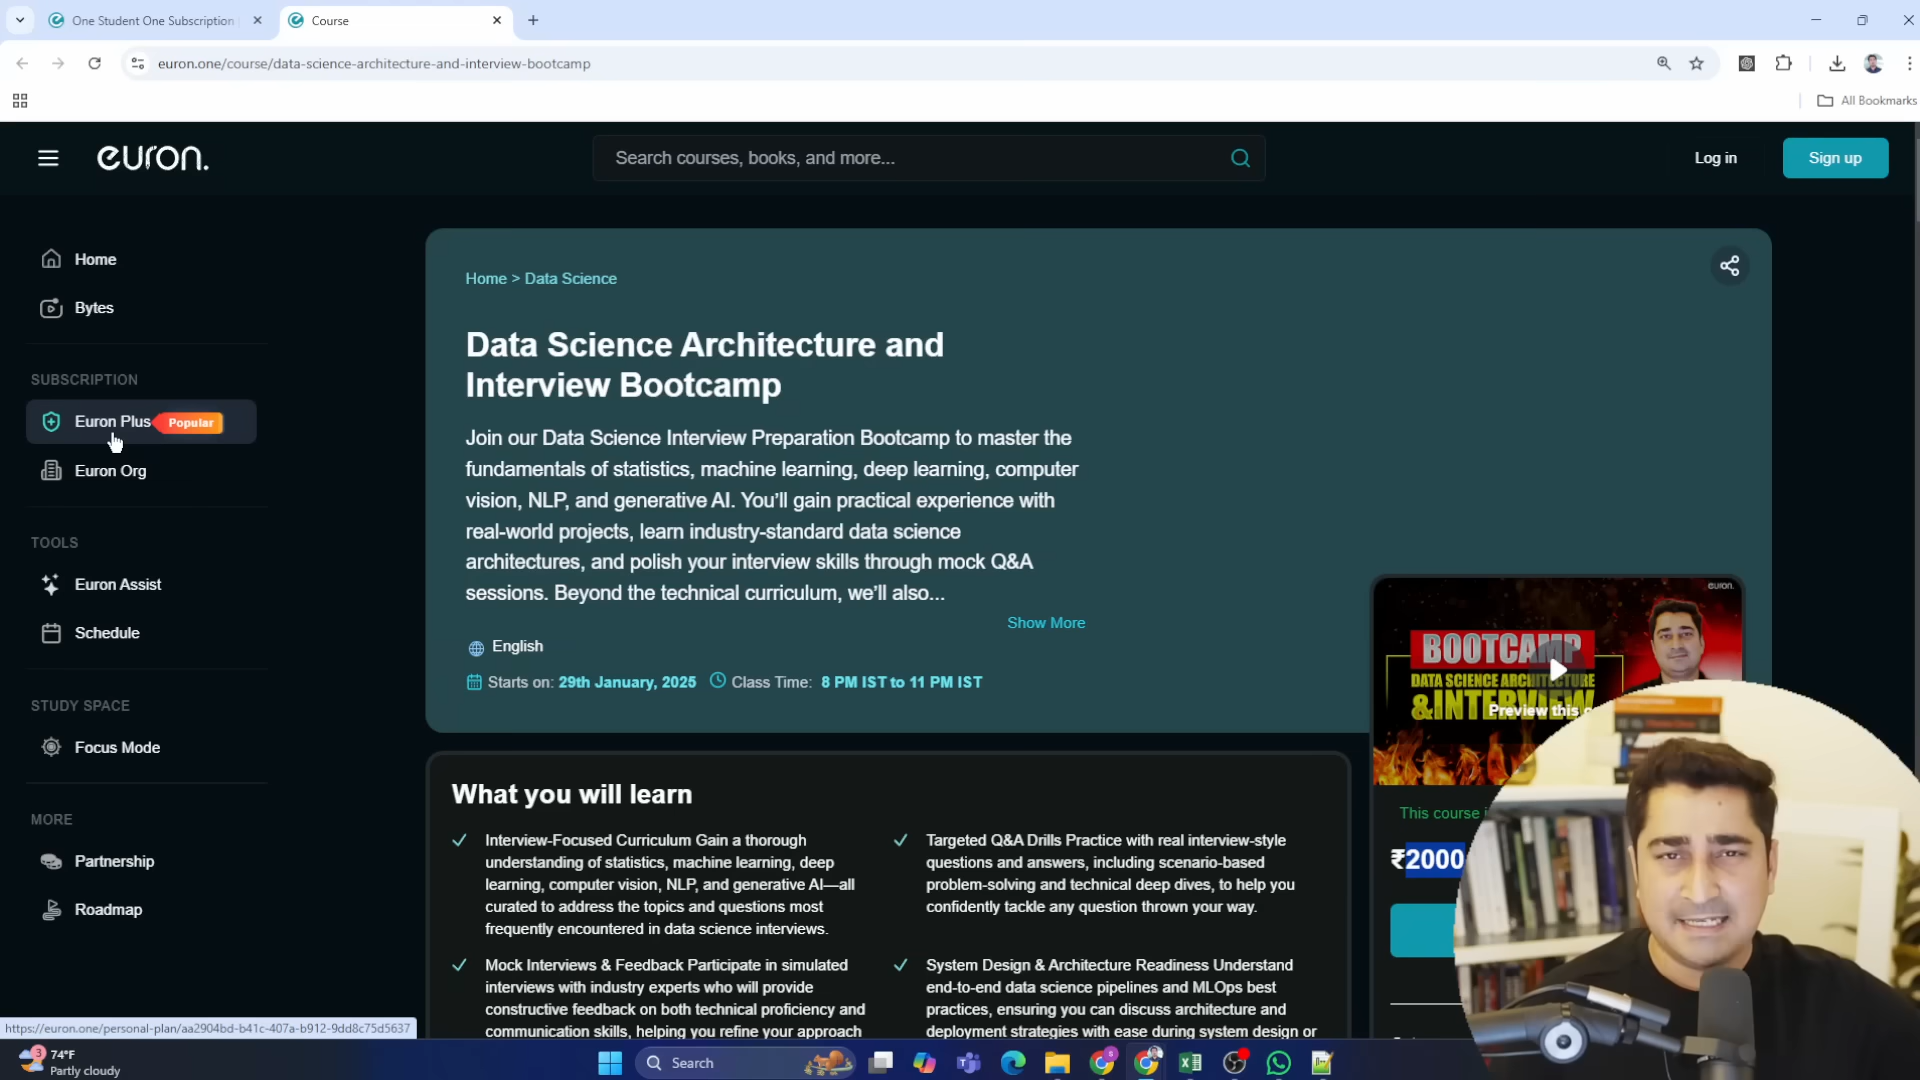 One Student One Subscription
Course
euron.one/course/data-science-architecture-and-interview-bootcamp
All Bookmarks
euron.
Search courses, books, and more...
Log in
Sign up
Home
Bytes
SUBSCRIPTION
Euron Plus
Popular
Euron Org
TOOLS
Euron Assist
Schedule
STUDY SPACE
Focus Mode
MORE
Partnership
Roadmap
Home > Data Science
Data Science Architecture and
Interview Bootcamp
Join our Data Science Interview Preparation Bootcamp to master the
fundamentals of statistics, machine learning, deep learning, computer
vision, NLP, and generative AI. You’ll gain practical experience with
real-world projects, learn industry-standard data science
architectures, and polish your interview skills through mock Q&A
sessions. Beyond the technical curriculum, we’ll also...
Show More
English
Starts on: 29th January, 2025 Class Time: 8 PM IST to 11 PM IST
euron.
BOOTCAMP
DATA SCIENCE ARCHITECTURE
&INTERVIEW
Preview this
This course
₹2000
What you will learn
Interview-Focused Curriculum Gain a thorough
understanding of statistics, machine learning, deep
learning, computer vision, NLP, and generative AI—all
curated to address the topics and questions most
frequently encountered in data science interviews.
Targeted Q&A Drills Practice with real interview-style
questions and answers, including scenario-based
problem-solving and technical deep dives, to help you
confidently tackle any question thrown your way.
Mock Interviews & Feedback Participate in simulated
interviews with industry experts who will provide
constructive feedback on both technical proficiency and
communication skills, helping you refine your approach
System Design & Architecture Readiness Understand
end-to-end data science pipelines and MLOps best
practices, ensuring you can discuss architecture and
deployment strategies with ease during system design or
https://euron.one/personal-plan/aa2904bd-b41c-407a-b912-9dd8c75d5637
3
74°F
Partly cloudy
Search